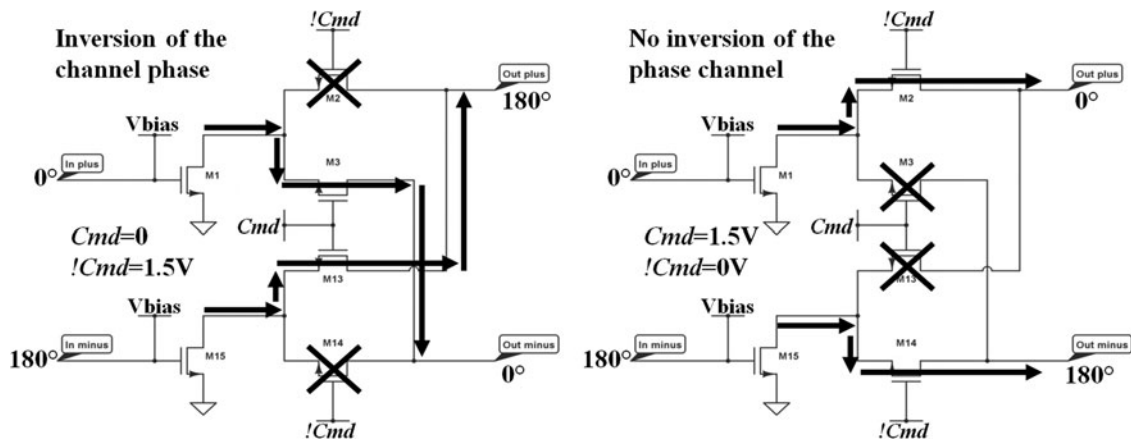 Inversion of the
channel phase
!Cmd
M2
Out plus
180°
Vbias
In plus
0°
M1
M3
Cmd=0
!Cmd=1.5V
Cmd
M13
Vbias
In minus
180°
M15
M14
Out minus
0°
!Cmd
No inversion of the
phase channel
!Cmd
M2
Out plus
0°
Vbias
In plus
0°
M1
M3
Cmd=1.5V
!Cmd=0V
Cmd
M13
Vbias
In minus
180°
M15
M14
Out minus
180°
!Cmd